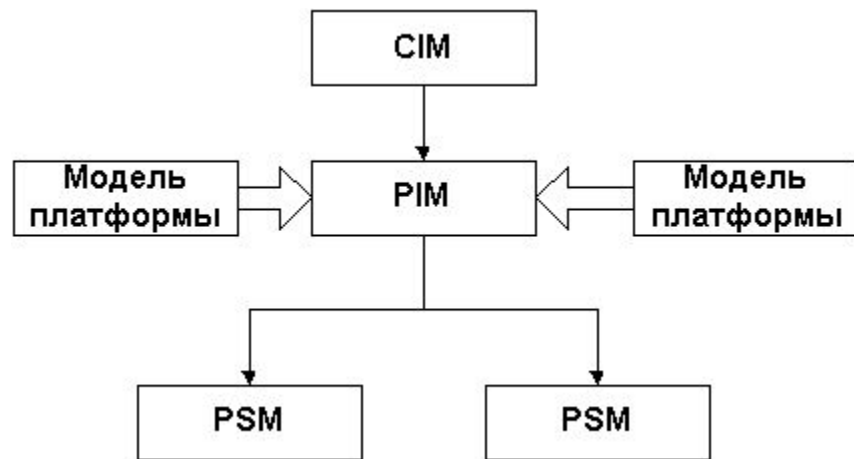 CIM
Модель
платформы
PIM
Модель
платформы
PSM
PSM